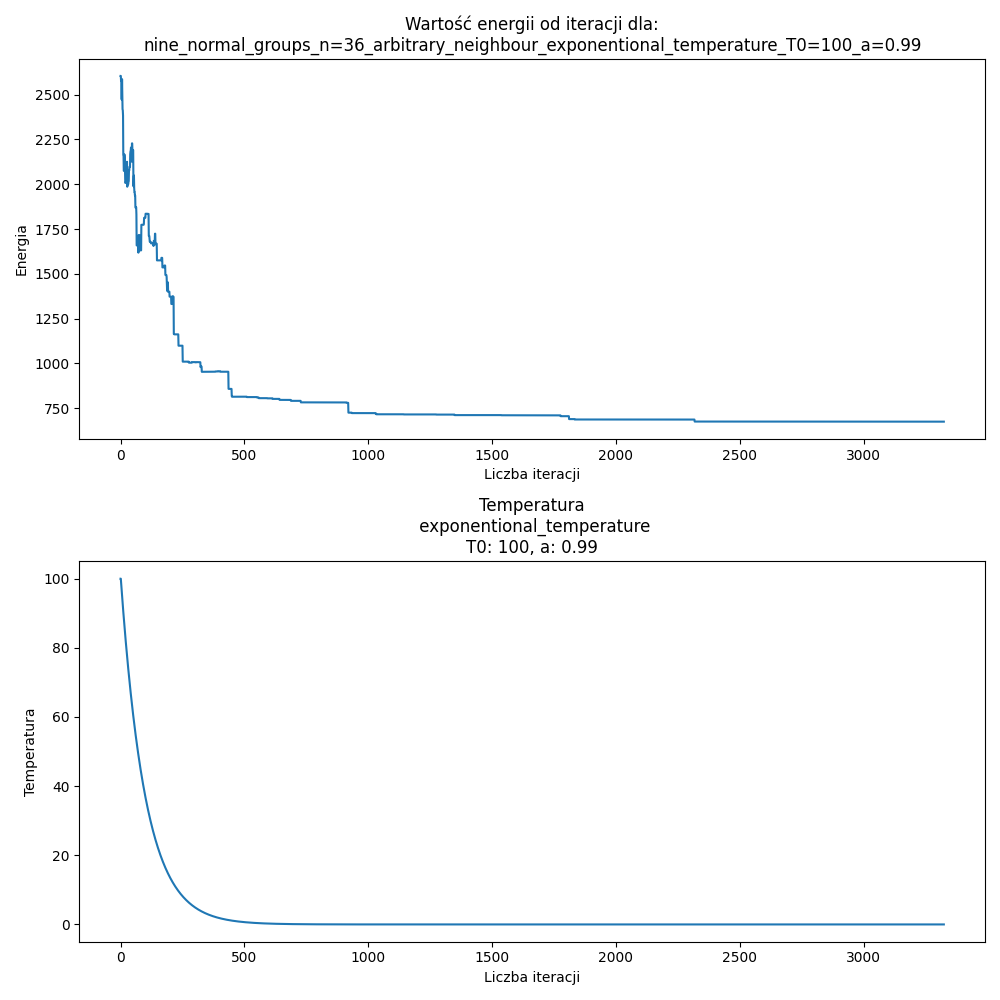 Wartość energii od iteracji dla:
nine_normal_groups_n=36_arbitrary_neighbour_exponentional_temperature_T0=100_a=0.99
2500
2250
2000
1750
1500
1250
1000
750
Energia
0 500 1000 1500 2000 2500 3000
Liczba iteracji
Temperatura
exponentional_temperature
T0: 100, a: 0.99
100
80
60
40
20
0
Temperatura
0 500 1000 1500 2000 2500 3000
Liczba iteracji